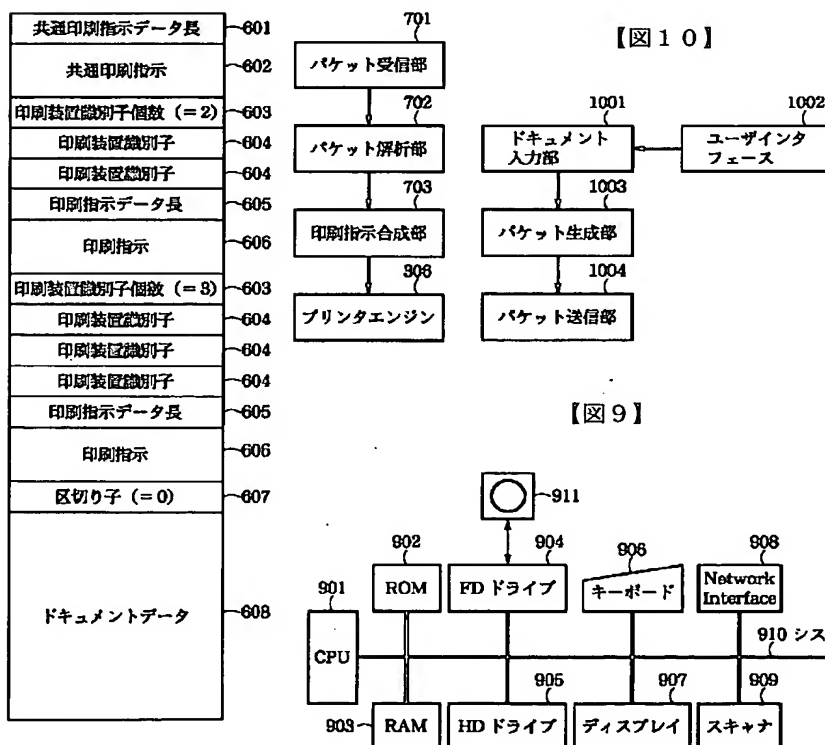 共通印刷指示データ長
601
共通印刷指示
602
印刷装置識別子個数 (=2)
603
印刷装置識別子
604
印刷装置識別子
604
印刷指示データ長
605
印刷指示
606
印刷装置識別子個数 (=3)
603
印刷装置識別子
604
印刷装置識別子
604
印刷装置識別子
604
印刷指示データ長
605
印刷指示
606
区切り子 (=0)
607
ドキュメントデータ
608
701
パケット受信部
702
パケット解析部
703
印刷指示合成部
306
プリンタエンジン
【図１０】
1001
ドキュメント
入力部
1002
ユーザインタ
フェース
1003
パケット生成部
1004
パケット送信部
【図９】
911
901
CPU
902
ROM
904
FD ドライブ
906
キーボード
908
Network
Interface
910 シス
903
RAM
905
HD ドライブ
907
ディスプレイ
909
スキャナ